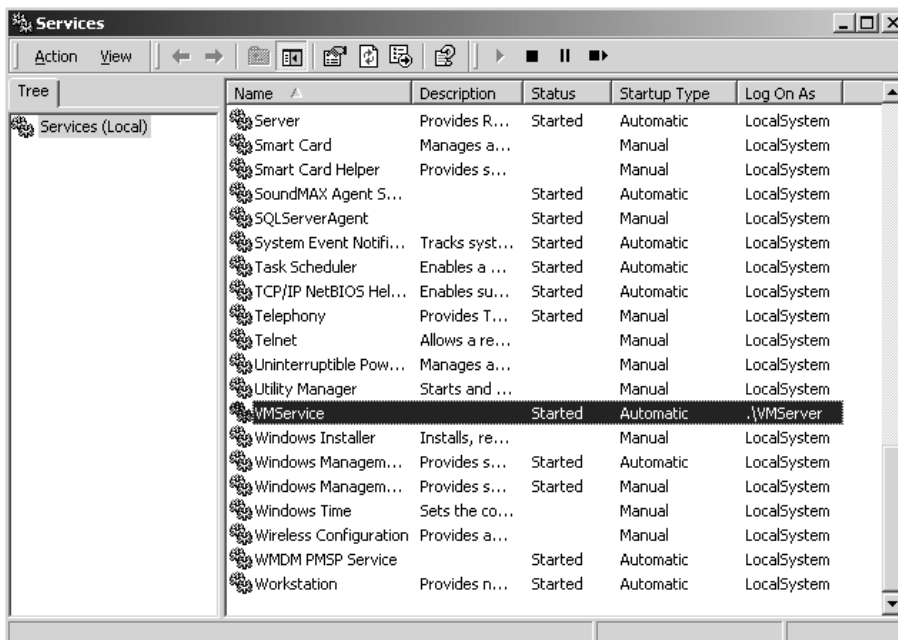 Services
Action View
Tree
Services (Local)
Name Description Status Startup Type Log On As
Server Provides R... Started Automatic LocalSystem
Smart Card Manages a... Manual LocalSystem
Smart Card Helper Provides s... Manual LocalSystem
SoundMAX Agent S... Started Automatic LocalSystem
SQLServerAgent Started Manual LocalSystem
System Event Notifi... Tracks syst... Started Automatic LocalSystem
Task Scheduler Enables a ... Started Automatic LocalSystem
TCP/IP NetBIOS Hel... Enables su... Started Automatic LocalSystem
Telephony Provides T... Started Manual LocalSystem
Telnet Allows a re... Manual LocalSystem
Uninterruptible Pow... Manages a... Manual LocalSystem
Utility Manager Starts and ... Manual LocalSystem
VMService Started Automatic .\VMServer
Windows Installer Installs, re... Manual LocalSystem
Windows Managem... Provides s... Started Automatic LocalSystem
Windows Managem... Provides s... Started Manual LocalSystem
Windows Time Sets the co... Manual LocalSystem
Wireless Configuration Provides a... Manual LocalSystem
WMDM PMSP Service Started Automatic LocalSystem
Workstation Provides n... Started Automatic LocalSystem